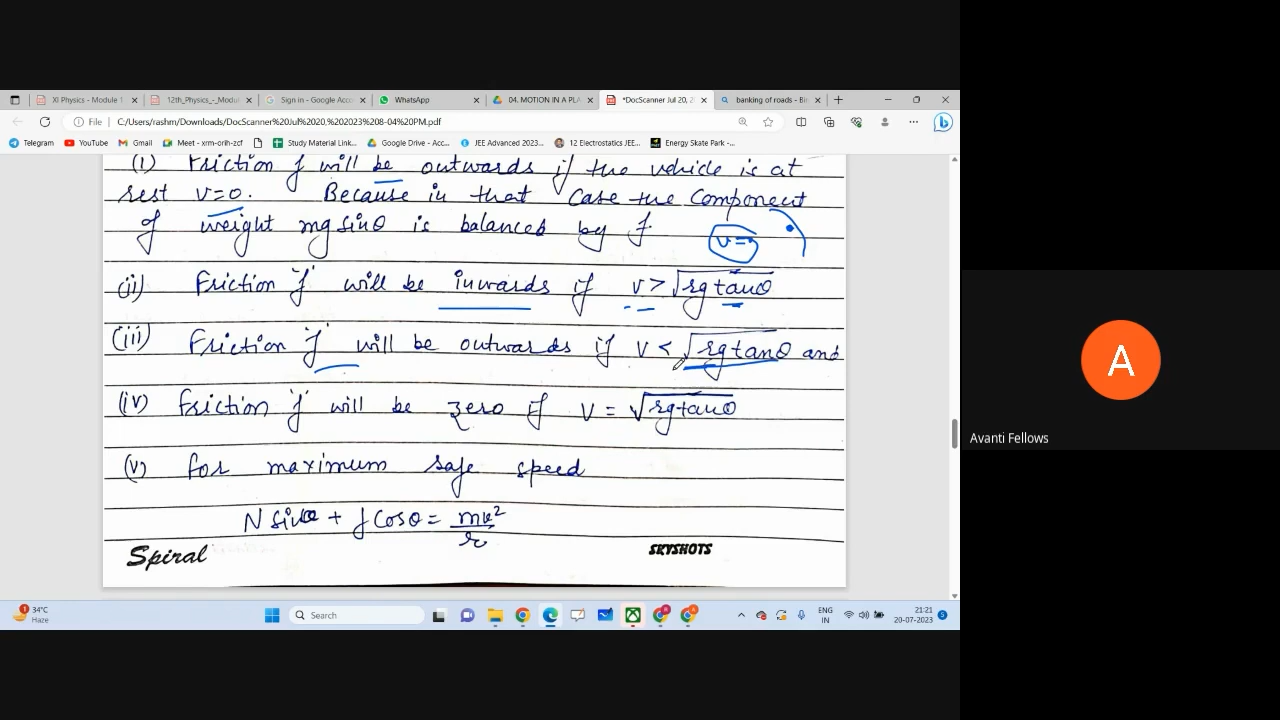 XI Physics - Module 1
12th_Physics_-_Modu
Sign in - Google Acco
WhatsApp
04. MOTION IN A PLA
*DocScanner Jul 20, 2
banking of roads - Bi
File
C:/Users/rashm/Downloads/DocScanner%20Jul%2020,%202023%208-04%20PM.pdf
Telegram
YouTube
Gmail
Meet - xrm-orih-zcf
Study Material Link...
Google Drive - Acc...
JEE Advanced 2023...
12 Electrostatics JEE...
Energy Skate Park -...
(i) Friction f will be outwards if the vehicle is at
rest v=0. Because in that case the component
of weight mg sinθ is balanced by f.
v=
(ii) Friction 'f' will be inwards if v > √rg tanθ
(iii) Friction 'f' will be outwards if v < √rg tanθ and
(iv) friction 'f' will be zero if V = √rg tanθ
(v) for maximum safe speed
N sinθ + f cosθ = mv²/r
Spiral
SKYSHOTS
A
Avanti Fellows
1
34°C
Haze
Search
ENG
IN
21:21
20-07-2023
5